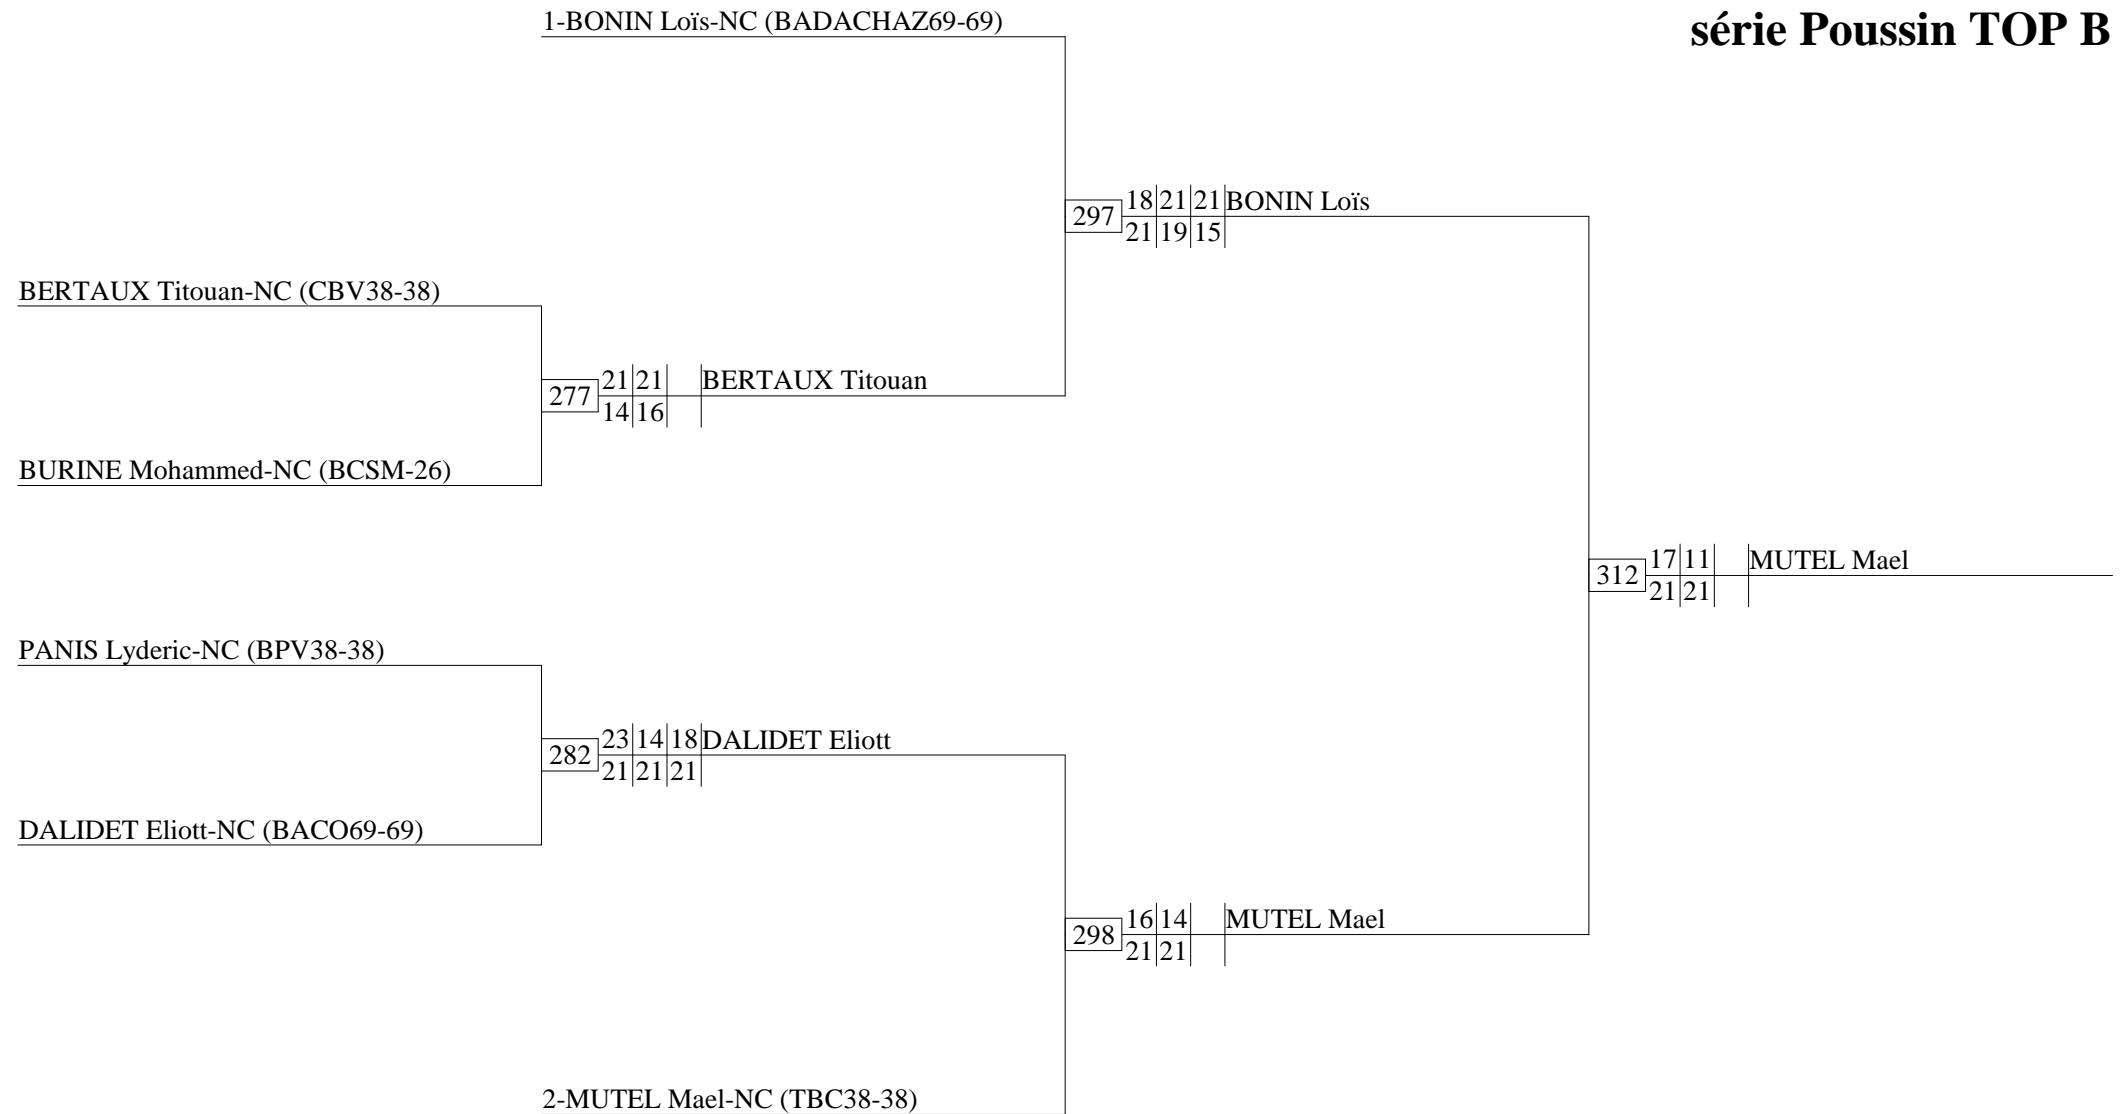 1-BONIN Loïs-NC (BADACHAZ69-69)
série Poussin TOP B
18 21 21 BONIN Loïs
297
21 19 15
BERTAUX Titouan-NC (CBV38-38)
21 21 BERTAUX Titouan
277
14 16
BURINE Mohammed-NC (BCSM-26)
17 11 MUTEL Mael
312
21 21
PANIS Lyderic-NC (BPV38-38)
23 14 18 DALIDET Eliott
282
21 21 21
DALIDET Eliott-NC (BACO69-69)
16 14 MUTEL Mael
298
21 21
2-MUTEL Mael-NC (TBC38-38)